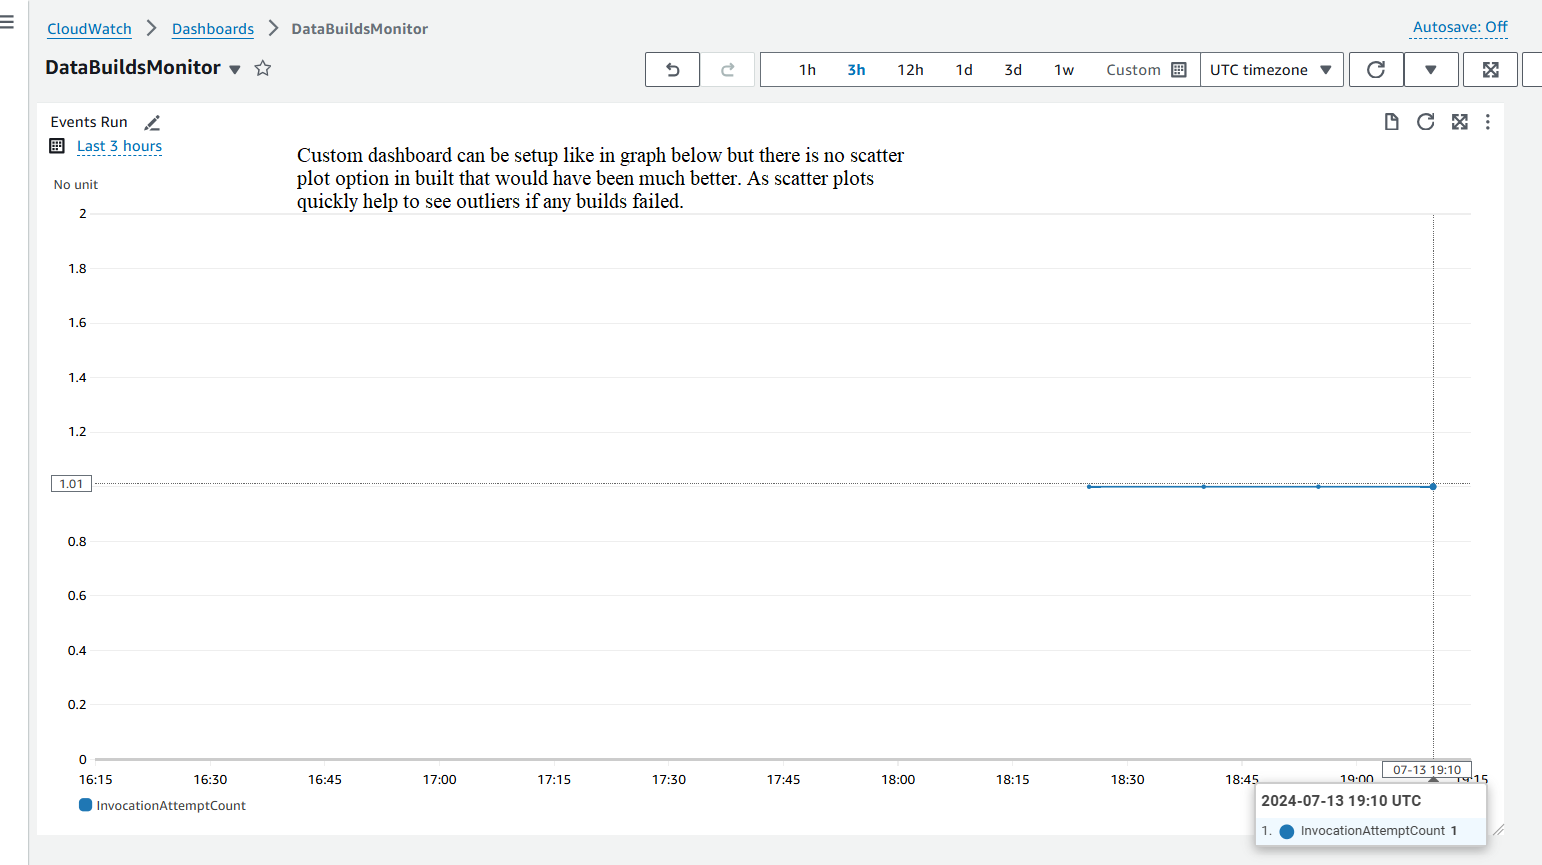 CloudWatch > Dashboards > DataBuildsMonitor
Autosave: Off
DataBuildsMonitor
1h 3h 12h 1d 3d 1w Custom UTC timezone
Events Run
Last 3 hours
Custom dashboard can be setup like in graph below but there is no scatter
plot option in built that would have been much better. As scatter plots
quickly help to see outliers if any builds failed.
No unit
2
1.8
1.6
1.4
1.2
1.01
0.8
0.6
0.4
0.2
0
16:15 16:30 16:45 17:00 17:15 17:30 17:45 18:00 18:15 18:30 18:45 19:00 19:15
07-13 19:10
InvocationAttemptCount
2024-07-13 19:10 UTC
1. InvocationAttemptCount 1